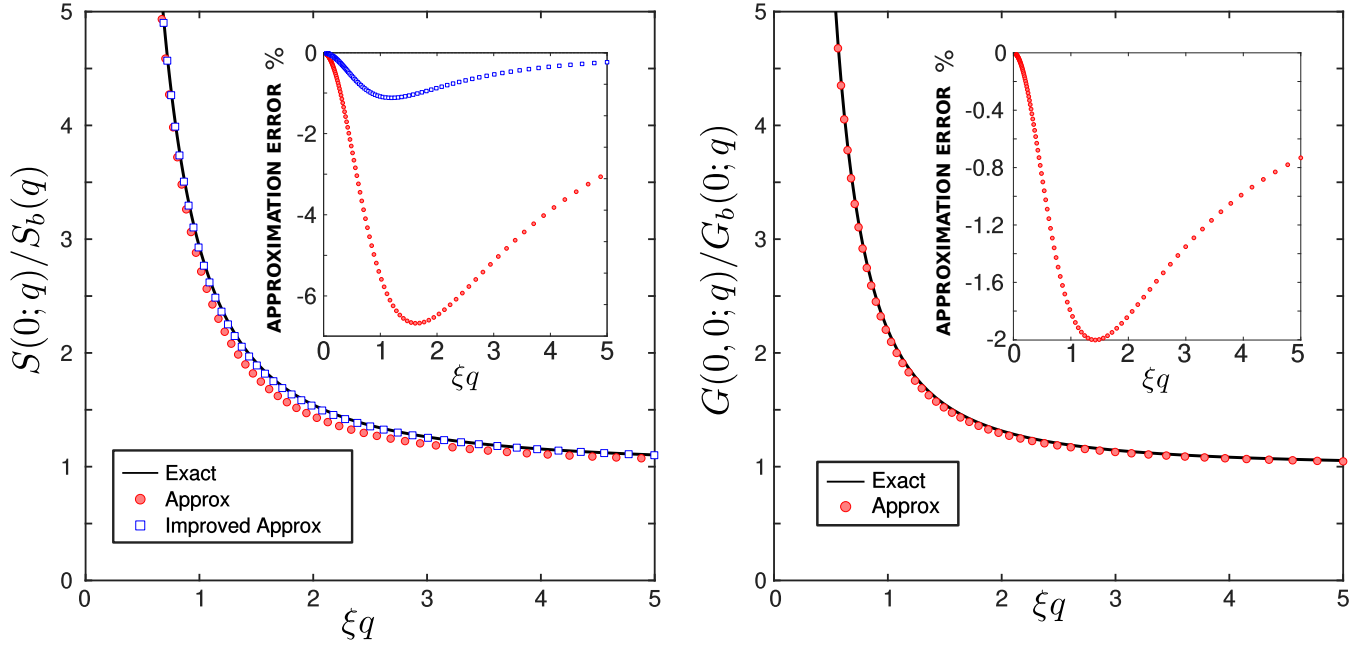 S(0; q)/S_b(q)
5
4
3
2
1
0
0 1 2 3 4 5
ξq
Exact
Approx
Improved Approx
APPROXIMATION ERROR %
0
-2
-4
-6
0 1 2 3 4 5
ξq
G(0, 0; q)/G_b(0; q)
5
4
3
2
1
0
0 1 2 3 4 5
ξq
Exact
Approx
APPROXIMATION ERROR %
0
-0.4
-0.8
-1.2
-1.6
-2
0 1 2 3 4 5
ξq